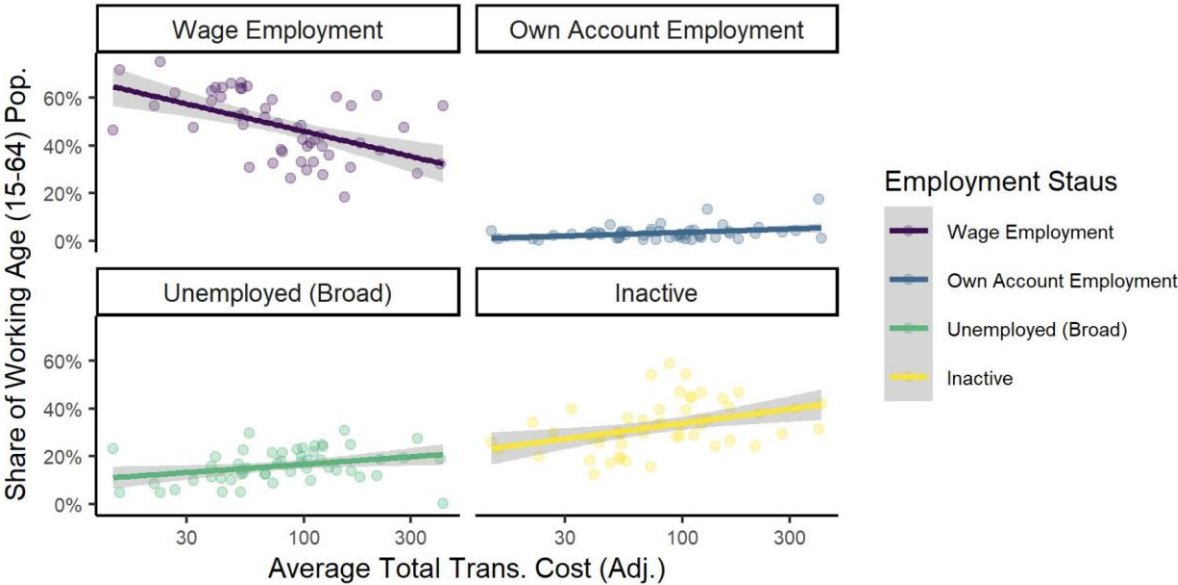 Wage Employment
Own Account Employment
60%
40%
20%
0%
Unemployed (Broad)
Inactive
60%
40%
20%
0%
30
100
300
30
100
300
Average Total Trans. Cost (Adj.)
Share of Working Age (15-64) Pop.
Employment Staus
Wage Employment
Own Account Employment
Unemployed (Broad)
Inactive